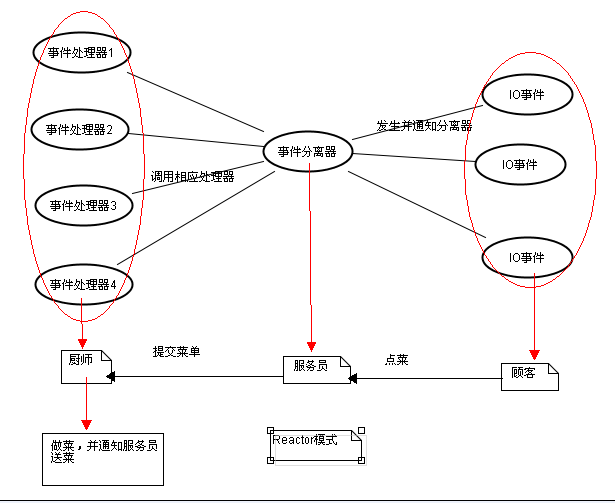 事件处理器1
IO事件
事件处理器2
发生并通知分离器
事件分离器
IO事件
调用相应处理器
事件处理器3
IO事件
事件处理器4
厨师
提交菜单
服务员
点菜
顾客
做菜，并通知服务员
送菜
Reactor模式